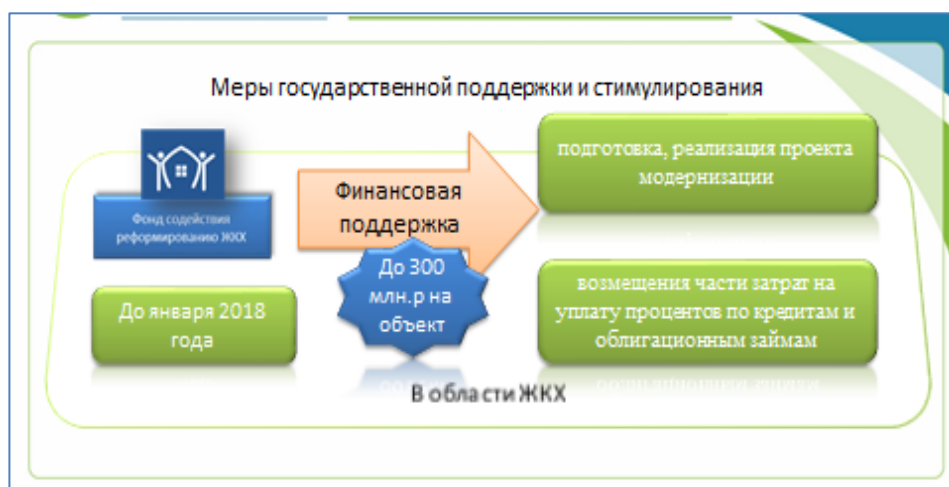 Меры государственной поддержки и стимулирования
Фонд содействия
реформированию ЖКХ
До января 2018
года
Финансовая
поддержка
До 300
млн.р на
объект
подготовка, реализация проекта
модернизации
возмещения части затрат на
уплату процентов по кредитам и
облигационным займам
В области ЖКХ